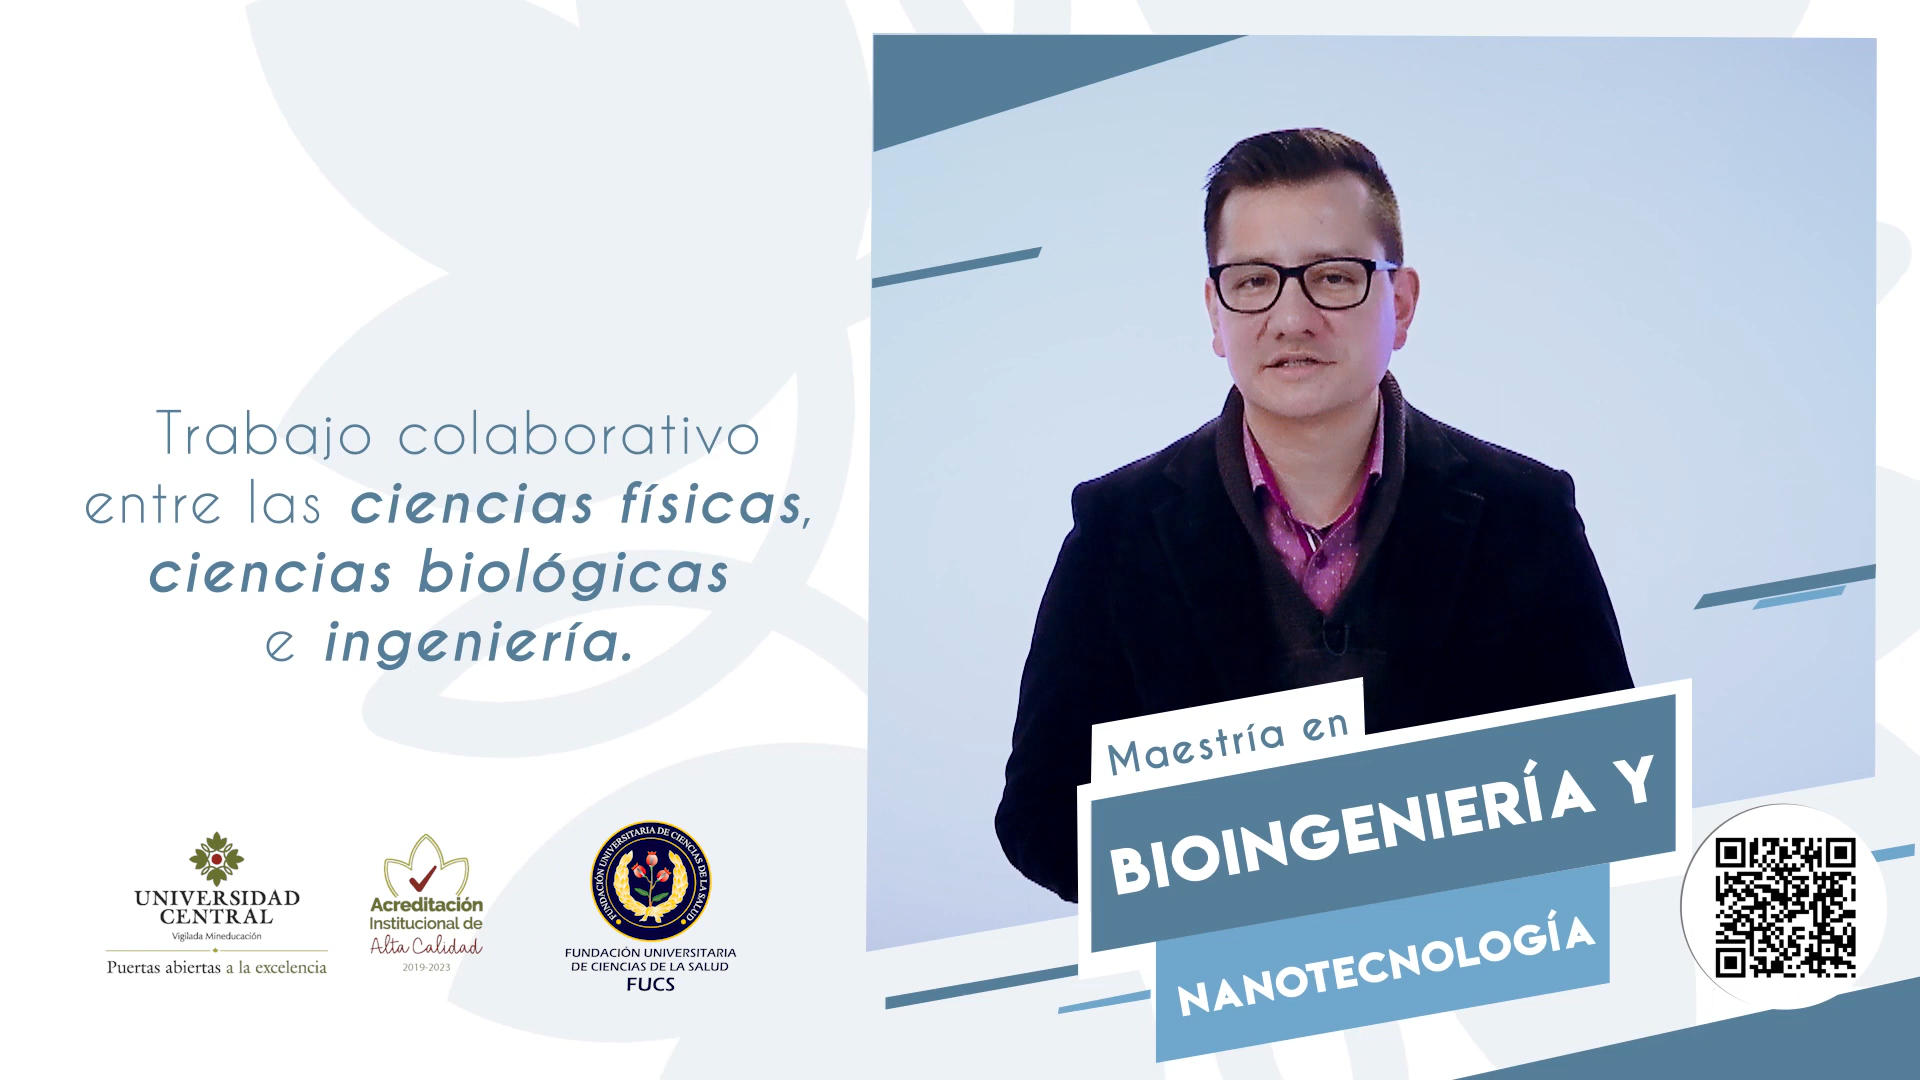 Trabajo colaborativo
entre las ciencias físicas,
ciencias biológicas
e ingeniería.
Maestría en
BIOINGENIERÍA Y
NANOTECNOLOGÍA
UNIVERSIDAD
CENTRAL
Vigilada Mineducación
Puertas abiertas a la excelencia
Acreditación
Institucional de
Alta Calidad
2019-2023
FUNDACIÓN UNIVERSITARIA DE CIENCIAS DE LA SALUD
FUNDACIÓN UNIVERSITARIA
DE CIENCIAS DE LA SALUD
FUCS